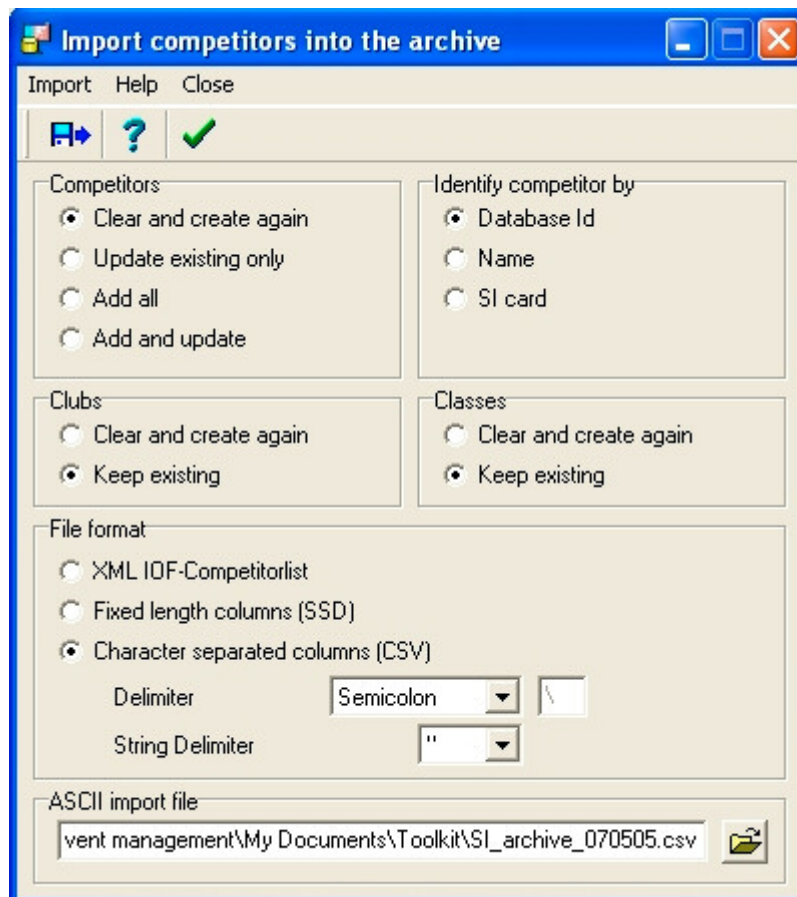 Import competitors into the archive
Import Help Close
Competitors
Clear and create again
Update existing only
Add all
Add and update
Identify competitor by
Database Id
Name
SI card
Clubs
Clear and create again
Keep existing
Classes
Clear and create again
Keep existing
File format
XML IOF-Competitorlist
Fixed length columns (SSD)
Character separated columns (CSV)
Delimiter Semicolon \
String Delimiter "
ASCII import file
vent management\My Documents\Toolkit\SI_archive_070505.csv